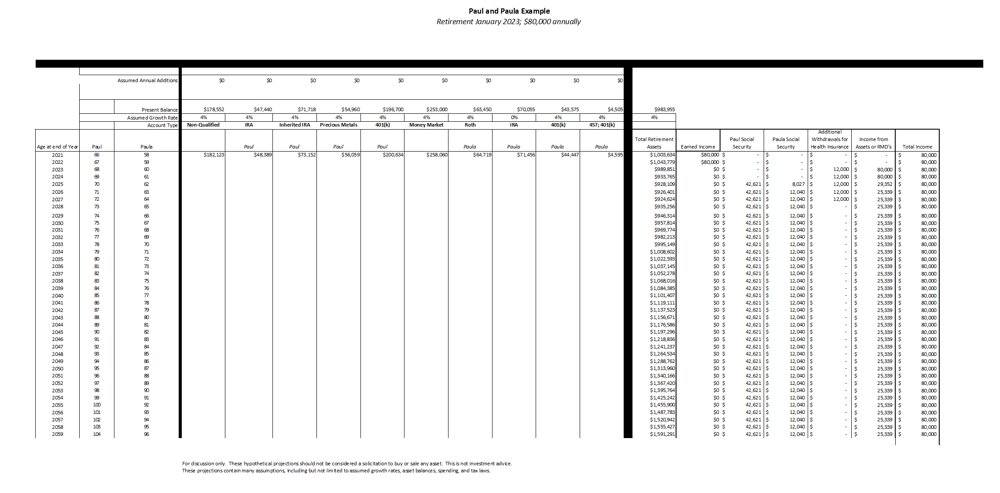 Paul and Paula Example
Retirement January 2023; $80,000 annually
Assumed Annual Additions $0 $0 $0 $0 $0 $0 $0 $0 $0 $0
Present Balance $178,552 $47,440 $71,718 $54,960 $196,700 $253,000 $63,450 $70,055 $43,575 $4,505 $983,955
Assumed Growth Rate 4% 4% 4% 4% 4% 4% 4% 0% 4% 4% 4%
Account Type Non-Qualified IRA Inherited IRA Precious Metals 401(k) Money Market Roth IRA 401(k) 457; 401(k)
Additional
Total Retirement Paul Social Paula Social Withdrawals for Income from
Age at end of Year Paul Paula Paul Paul Paul Paul Paula Paula Paula Paula Assets Earned Income Security Security Health Insurance Assets or RMD's Total Income
2021 66 58 $182,123 $48,389 $73,152 $56,059 $200,634 $258,060 $64,719 $71,456 $44,447 $4,595 $1,003,634 $80,000 $ - $ - $ - $ - $ 80,000
2022 67 59 $1,043,779 $80,000 $ - $ - $ - $ - $ 80,000
2023 68 60 $989,851 $0 $ - $ - $ 12,000 $ 80,000 $ 80,000
2024 69 61 $933,765 $0 $ - $ - $ 12,000 $ 80,000 $ 80,000
2025 70 62 $928,109 $0 $ 42,621 $ 8,027 $ 12,000 $ 29,352 $ 80,000
2026 71 63 $926,401 $0 $ 42,621 $ 12,040 $ 12,000 $ 25,339 $ 80,000
2027 72 64 $924,624 $0 $ 42,621 $ 12,040 $ 12,000 $ 25,339 $ 80,000
2028 73 65 $935,256 $0 $ 42,621 $ 12,040 $ - $ 25,339 $ 80,000
2029 74 66 $946,314 $0 $ 42,621 $ 12,040 $ - $ 25,339 $ 80,000
2030 75 67 $957,814 $0 $ 42,621 $ 12,040 $ - $ 25,339 $ 80,000
2031 76 68 $969,774 $0 $ 42,621 $ 12,040 $ - $ 25,339 $ 80,000
2032 77 69 $982,213 $0 $ 42,621 $ 12,040 $ - $ 25,339 $ 80,000
2033 78 70 $995,149 $0 $ 42,621 $ 12,040 $ - $ 25,339 $ 80,000
2034 79 71 $1,008,602 $0 $ 42,621 $ 12,040 $ - $ 25,339 $ 80,000
2035 80 72 $1,022,593 $0 $ 42,621 $ 12,040 $ - $ 25,339 $ 80,000
2036 81 73 $1,037,145 $0 $ 42,621 $ 12,040 $ - $ 25,339 $ 80,000
2037 82 74 $1,052,278 $0 $ 42,621 $ 12,040 $ - $ 25,339 $ 80,000
2038 83 75 $1,068,016 $0 $ 42,621 $ 12,040 $ - $ 25,339 $ 80,000
2039 84 76 $1,084,385 $0 $ 42,621 $ 12,040 $ - $ 25,339 $ 80,000
2040 85 77 $1,101,407 $0 $ 42,621 $ 12,040 $ - $ 25,339 $ 80,000
2041 86 78 $1,119,111 $0 $ 42,621 $ 12,040 $ - $ 25,339 $ 80,000
2042 87 79 $1,137,523 $0 $ 42,621 $ 12,040 $ - $ 25,339 $ 80,000
2043 88 80 $1,156,671 $0 $ 42,621 $ 12,040 $ - $ 25,339 $ 80,000
2044 89 81 $1,176,586 $0 $ 42,621 $ 12,040 $ - $ 25,339 $ 80,000
2045 90 82 $1,197,296 $0 $ 42,621 $ 12,040 $ - $ 25,339 $ 80,000
2046 91 83 $1,218,836 $0 $ 42,621 $ 12,040 $ - $ 25,339 $ 80,000
2047 92 84 $1,241,237 $0 $ 42,621 $ 12,040 $ - $ 25,339 $ 80,000
2048 93 85 $1,264,534 $0 $ 42,621 $ 12,040 $ - $ 25,339 $ 80,000
2049 94 86 $1,288,762 $0 $ 42,621 $ 12,040 $ - $ 25,339 $ 80,000
2050 95 87 $1,313,960 $0 $ 42,621 $ 12,040 $ - $ 25,339 $ 80,000
2051 96 88 $1,340,166 $0 $ 42,621 $ 12,040 $ - $ 25,339 $ 80,000
2052 97 89 $1,367,420 $0 $ 42,621 $ 12,040 $ - $ 25,339 $ 80,000
2053 98 90 $1,395,764 $0 $ 42,621 $ 12,040 $ - $ 25,339 $ 80,000
2054 99 91 $1,425,242 $0 $ 42,621 $ 12,040 $ - $ 25,339 $ 80,000
2055 100 92 $1,455,900 $0 $ 42,621 $ 12,040 $ - $ 25,339 $ 80,000
2056 101 93 $1,487,783 $0 $ 42,621 $ 12,040 $ - $ 25,339 $ 80,000
2057 102 94 $1,520,942 $0 $ 42,621 $ 12,040 $ - $ 25,339 $ 80,000
2058 103 95 $1,555,427 $0 $ 42,621 $ 12,040 $ - $ 25,339 $ 80,000
2059 104 96 $1,591,291 $0 $ 42,621 $ 12,040 $ - $ 25,339 $ 80,000
For discussion only. These hypothetical projections should not be considered a solicitation to buy or sale any asset. This is not investment advice.
These projections contain many assumptions, including but not limited to assumed growth rates, asset balances, spending, and tax laws.